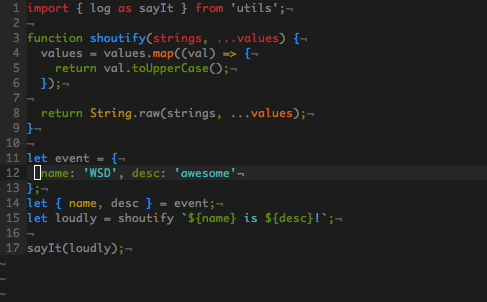 1 import { log as sayIt } from 'utils';¬
2 ¬
3 function shoutify(strings, ...values) {¬
4   values = values.map((val) => {¬
5     return val.toUpperCase();¬
6   });¬
7 ¬
8   return String.raw(strings, ...values);¬
9 }¬
10 ¬
11 let event = {¬
12   name: 'WSD', desc: 'awesome'¬
13 };¬
14 let { name, desc } = event;¬
15 let loudly = shoutify `${name} is ${desc}!`;¬
16 ¬
17 sayIt(loudly);¬
~
~
~